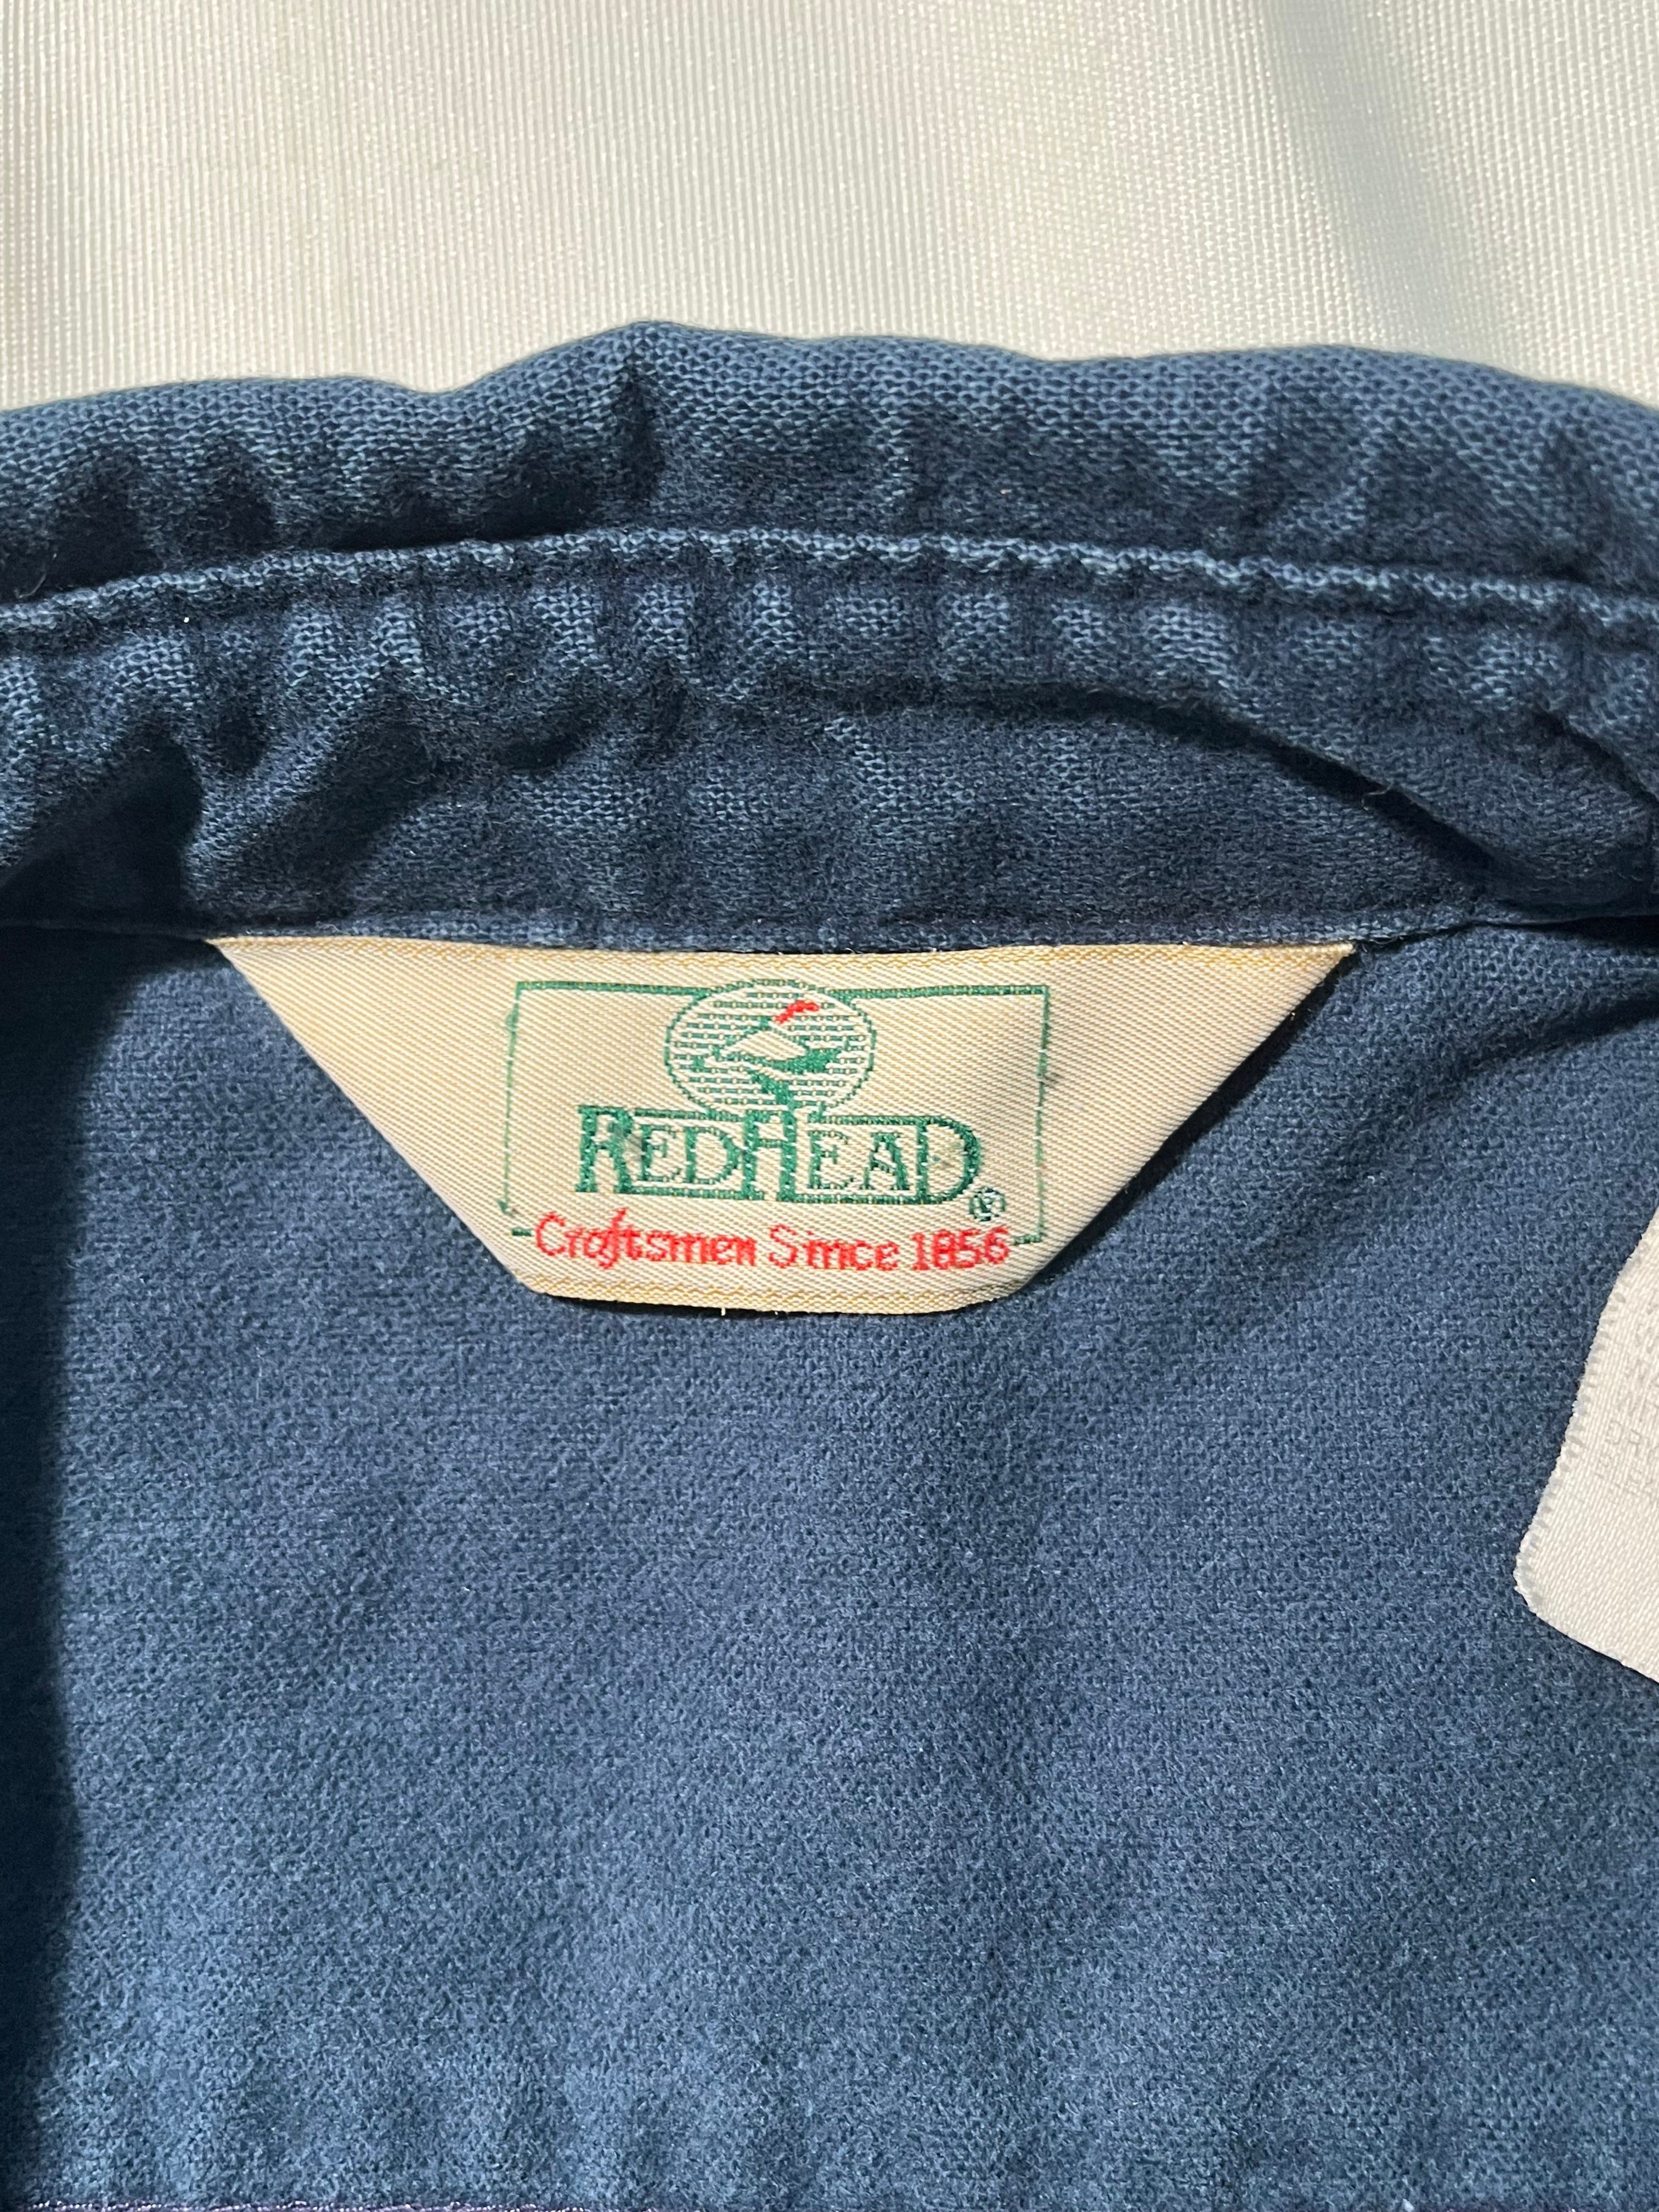 REDHEAD®
Craftsmen Since 1856